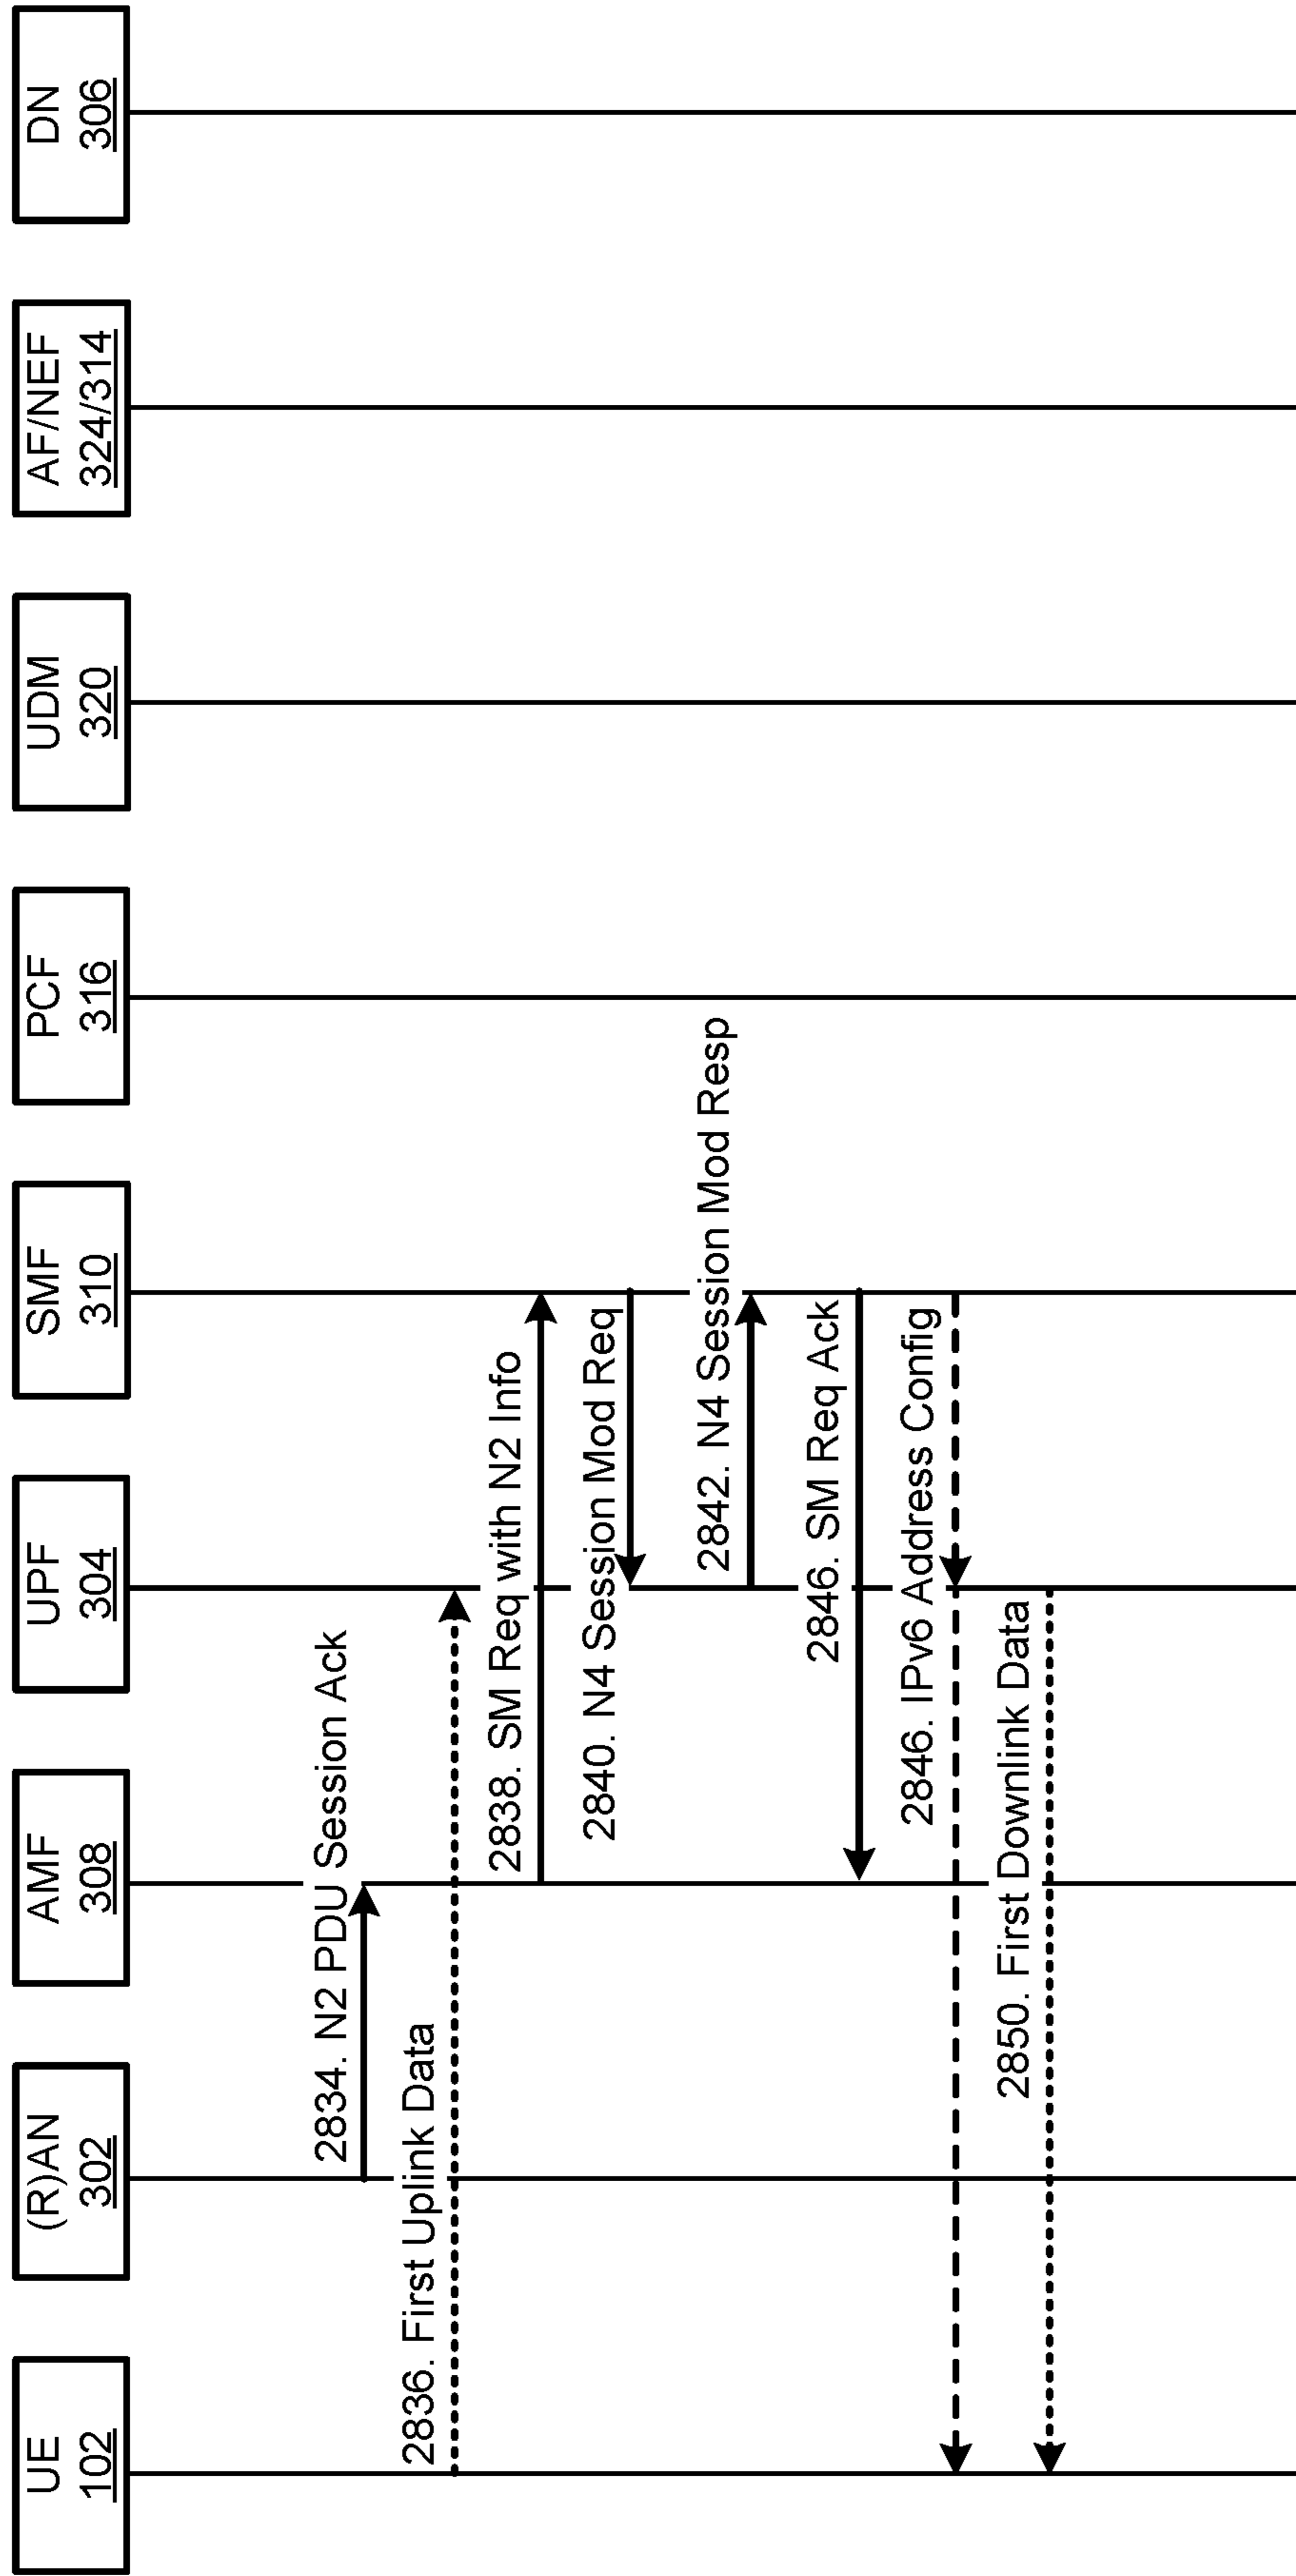 UE
102
(R)AN
302
AMF
308
UPF
304
SMF
310
PCF
316
UDM
320
AF/NEF
324/314
DN
306
2834. N2 PDU Session Ack
2836. First Uplink Data
2838. SM Req with N2 Info
2840. N4 Session Mod Req
2842. N4 Session Mod Resp
2846. SM Req Ack
2846. IPv6 Address Config
2850. First Downlink Data